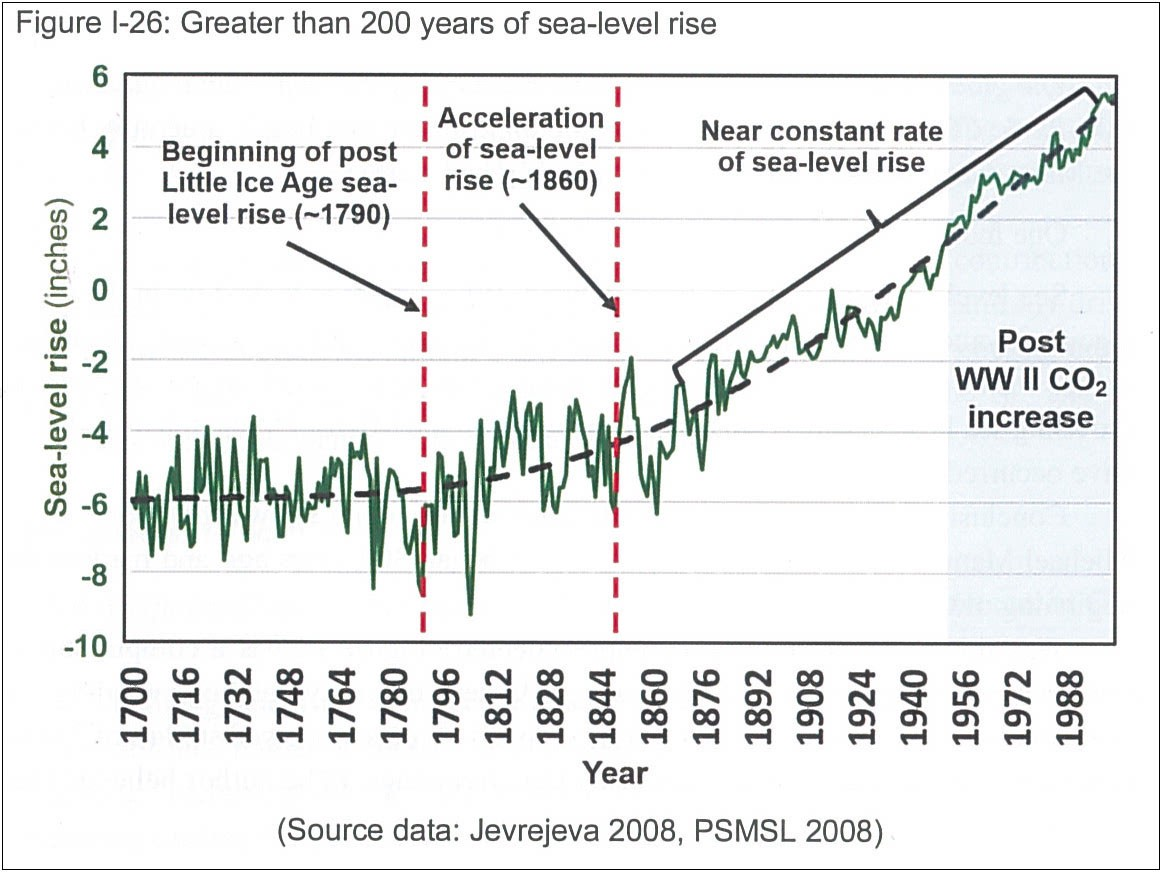 Figure I-26: Greater than 200 years of sea-level rise
6
4
2
0
-2
-4
-6
-8
-10
Sea-level rise (inches)
Beginning of post
Little Ice Age sea-
level rise (~1790)
Acceleration
of sea-level
rise (~1860)
Near constant rate
of sea-level rise
Post
WW II CO₂
increase
1700
1716
1732
1748
1764
1780
1796
1812
1828
1844
1860
1876
1892
1908
1924
1940
1956
1972
1988
Year
(Source data: Jevrejeva 2008, PSMSL 2008)